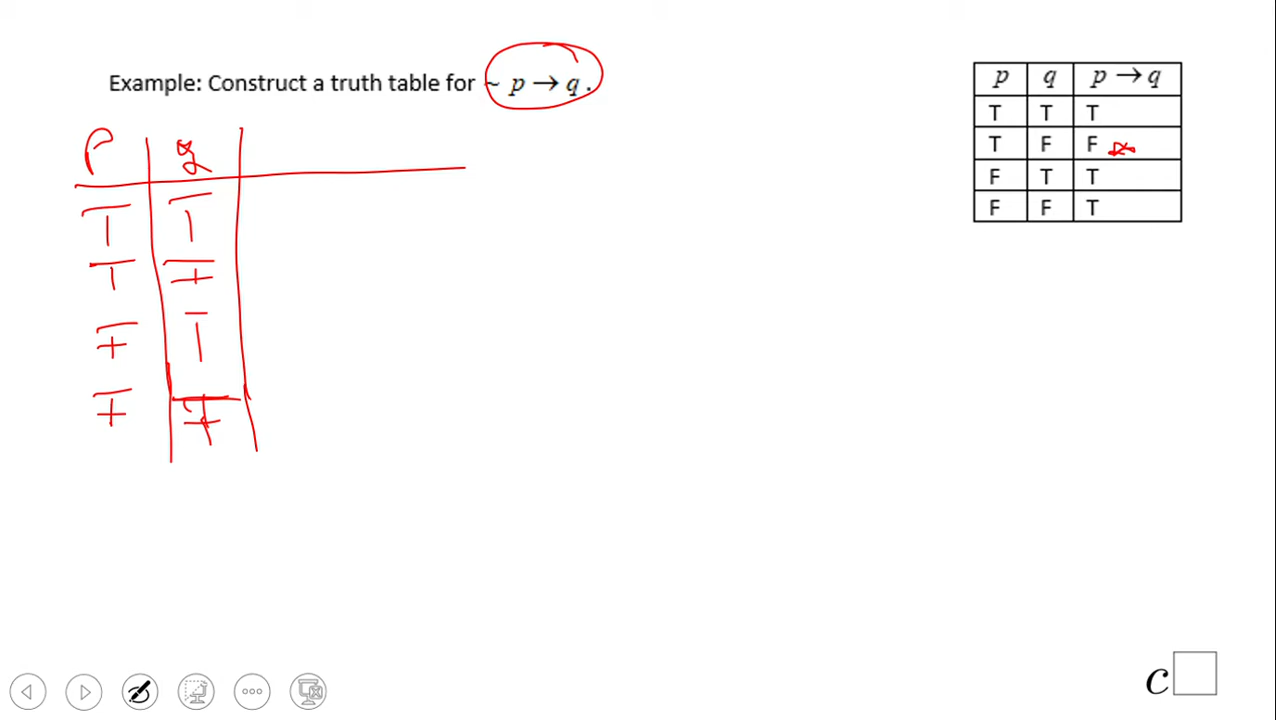 Example: Construct a truth table for ~ p → q .
p q p → q
T T T
T F F
F T T
F F T
P q
T T
T F
F T
F F
c